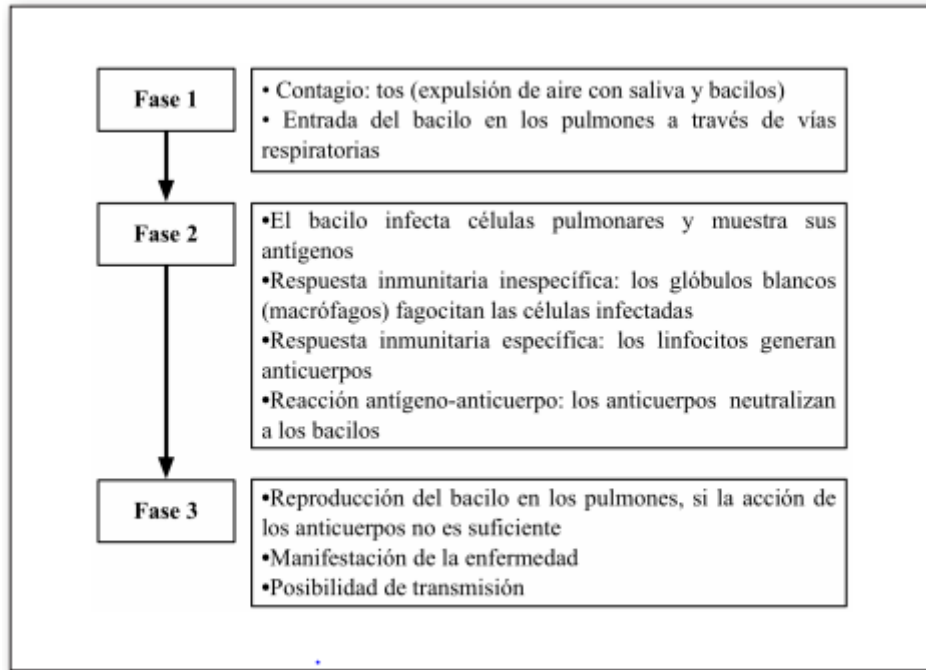 Fase 1
• Contagio: tos (expulsión de aire con saliva y bacilos)
• Entrada del bacilo en los pulmones a través de vías
respiratorias
Fase 2
•El bacilo infecta células pulmonares y muestra sus
antígenos
•Respuesta inmunitaria inespecífica: los glóbulos blancos
(macrófagos) fagocitan las células infectadas
•Respuesta inmunitaria específica: los linfocitos generan
anticuerpos
•Reacción antígeno-anticuerpo: los anticuerpos neutralizan
a los bacilos
Fase 3
•Reproducción del bacilo en los pulmones, si la acción de
los anticuerpos no es suficiente
•Manifestación de la enfermedad
•Posibilidad de transmisión